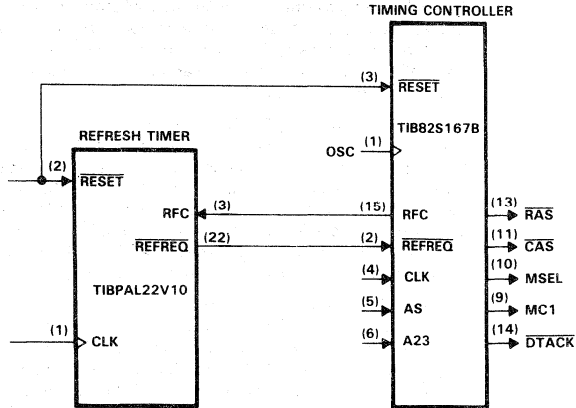 TIMING CONTROLLER
(3)
RESET
TIB82S167B
REFRESH TIMER
(1)
OSC
(2)
RESET
RFC
(3)
(15)
RFC
(13)
RAS
REFREQ
(22)
(2)
REFREQ
(11)
CAS
(4)
CLK
(10)
MSEL
TIBPAL22V10
(5)
AS
(9)
MC1
(1)
CLK
(6)
A23
(14)
DTACK